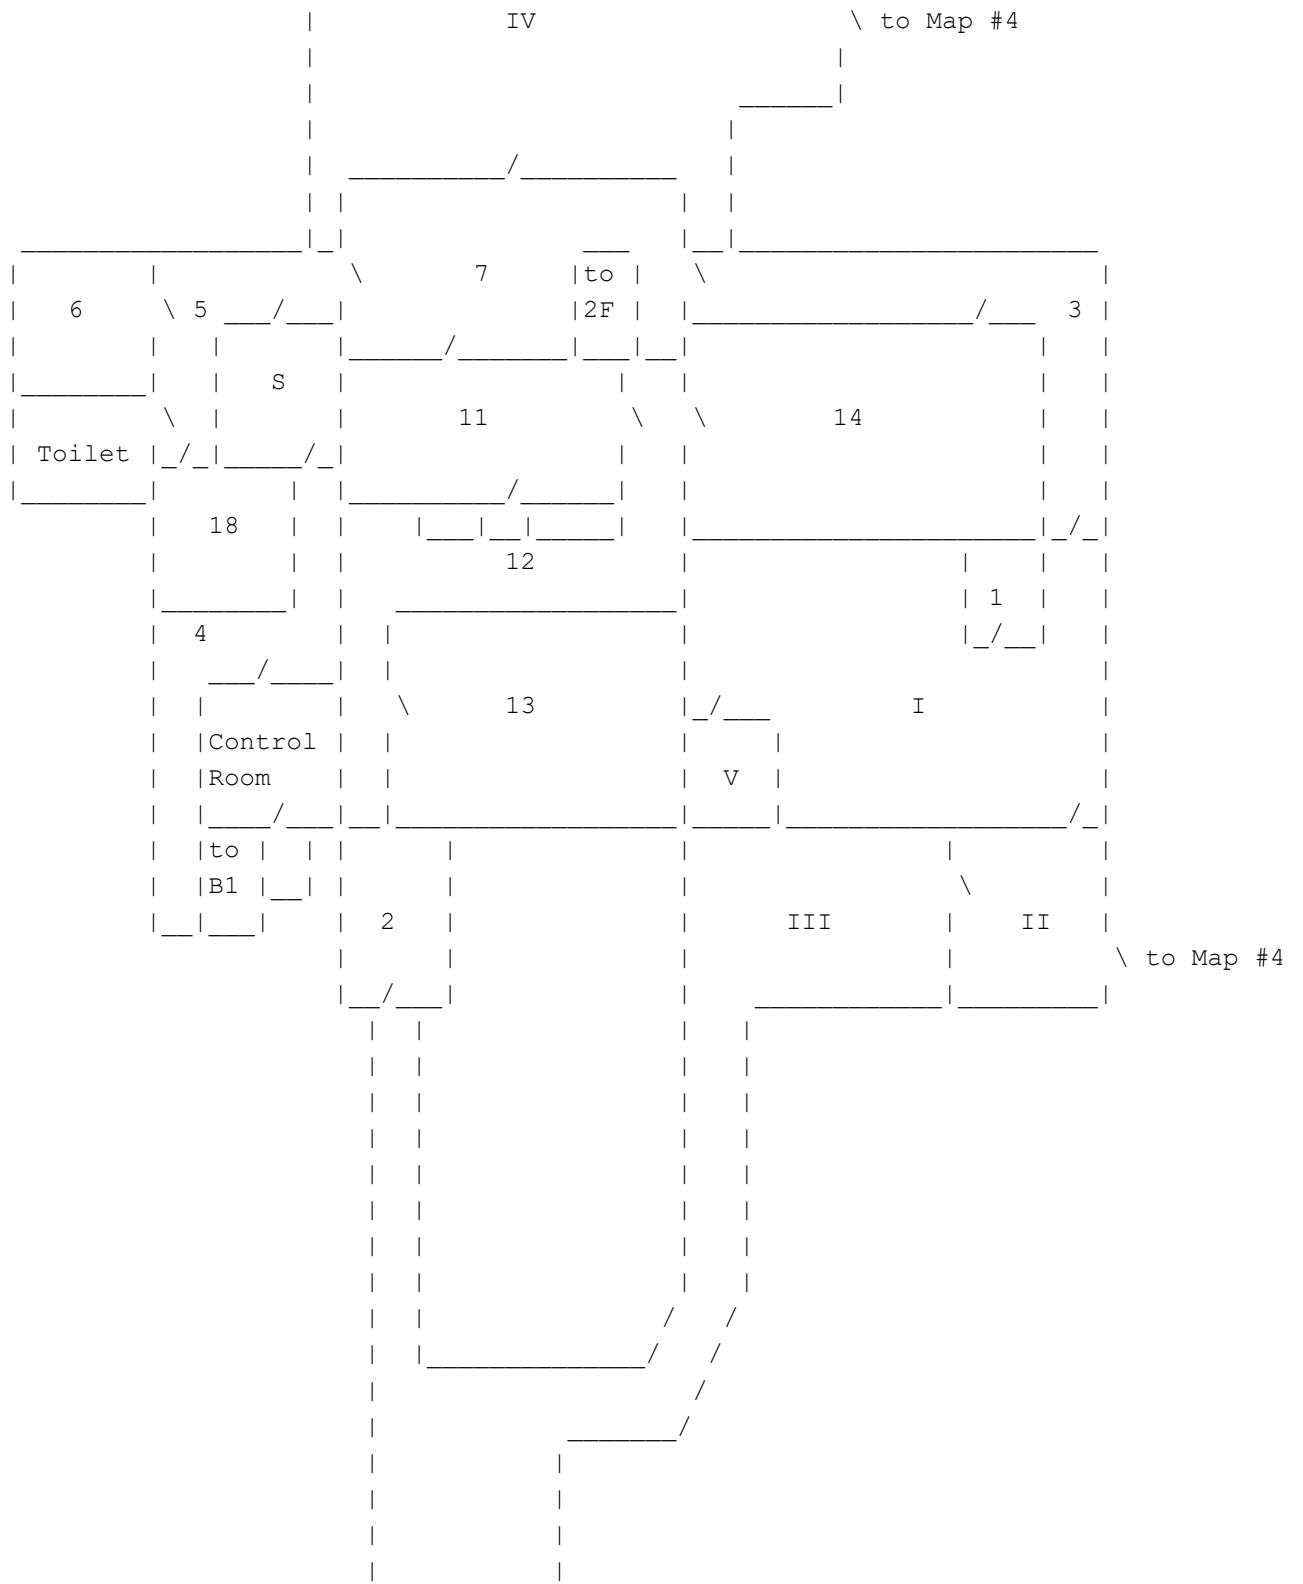 IV \ to Map #4
7 to
6 5 2F 3
S
11 14
Toilet
18
12
1
4
13 I
Control
Room V
to
B1
2 III II
\ to Map #4